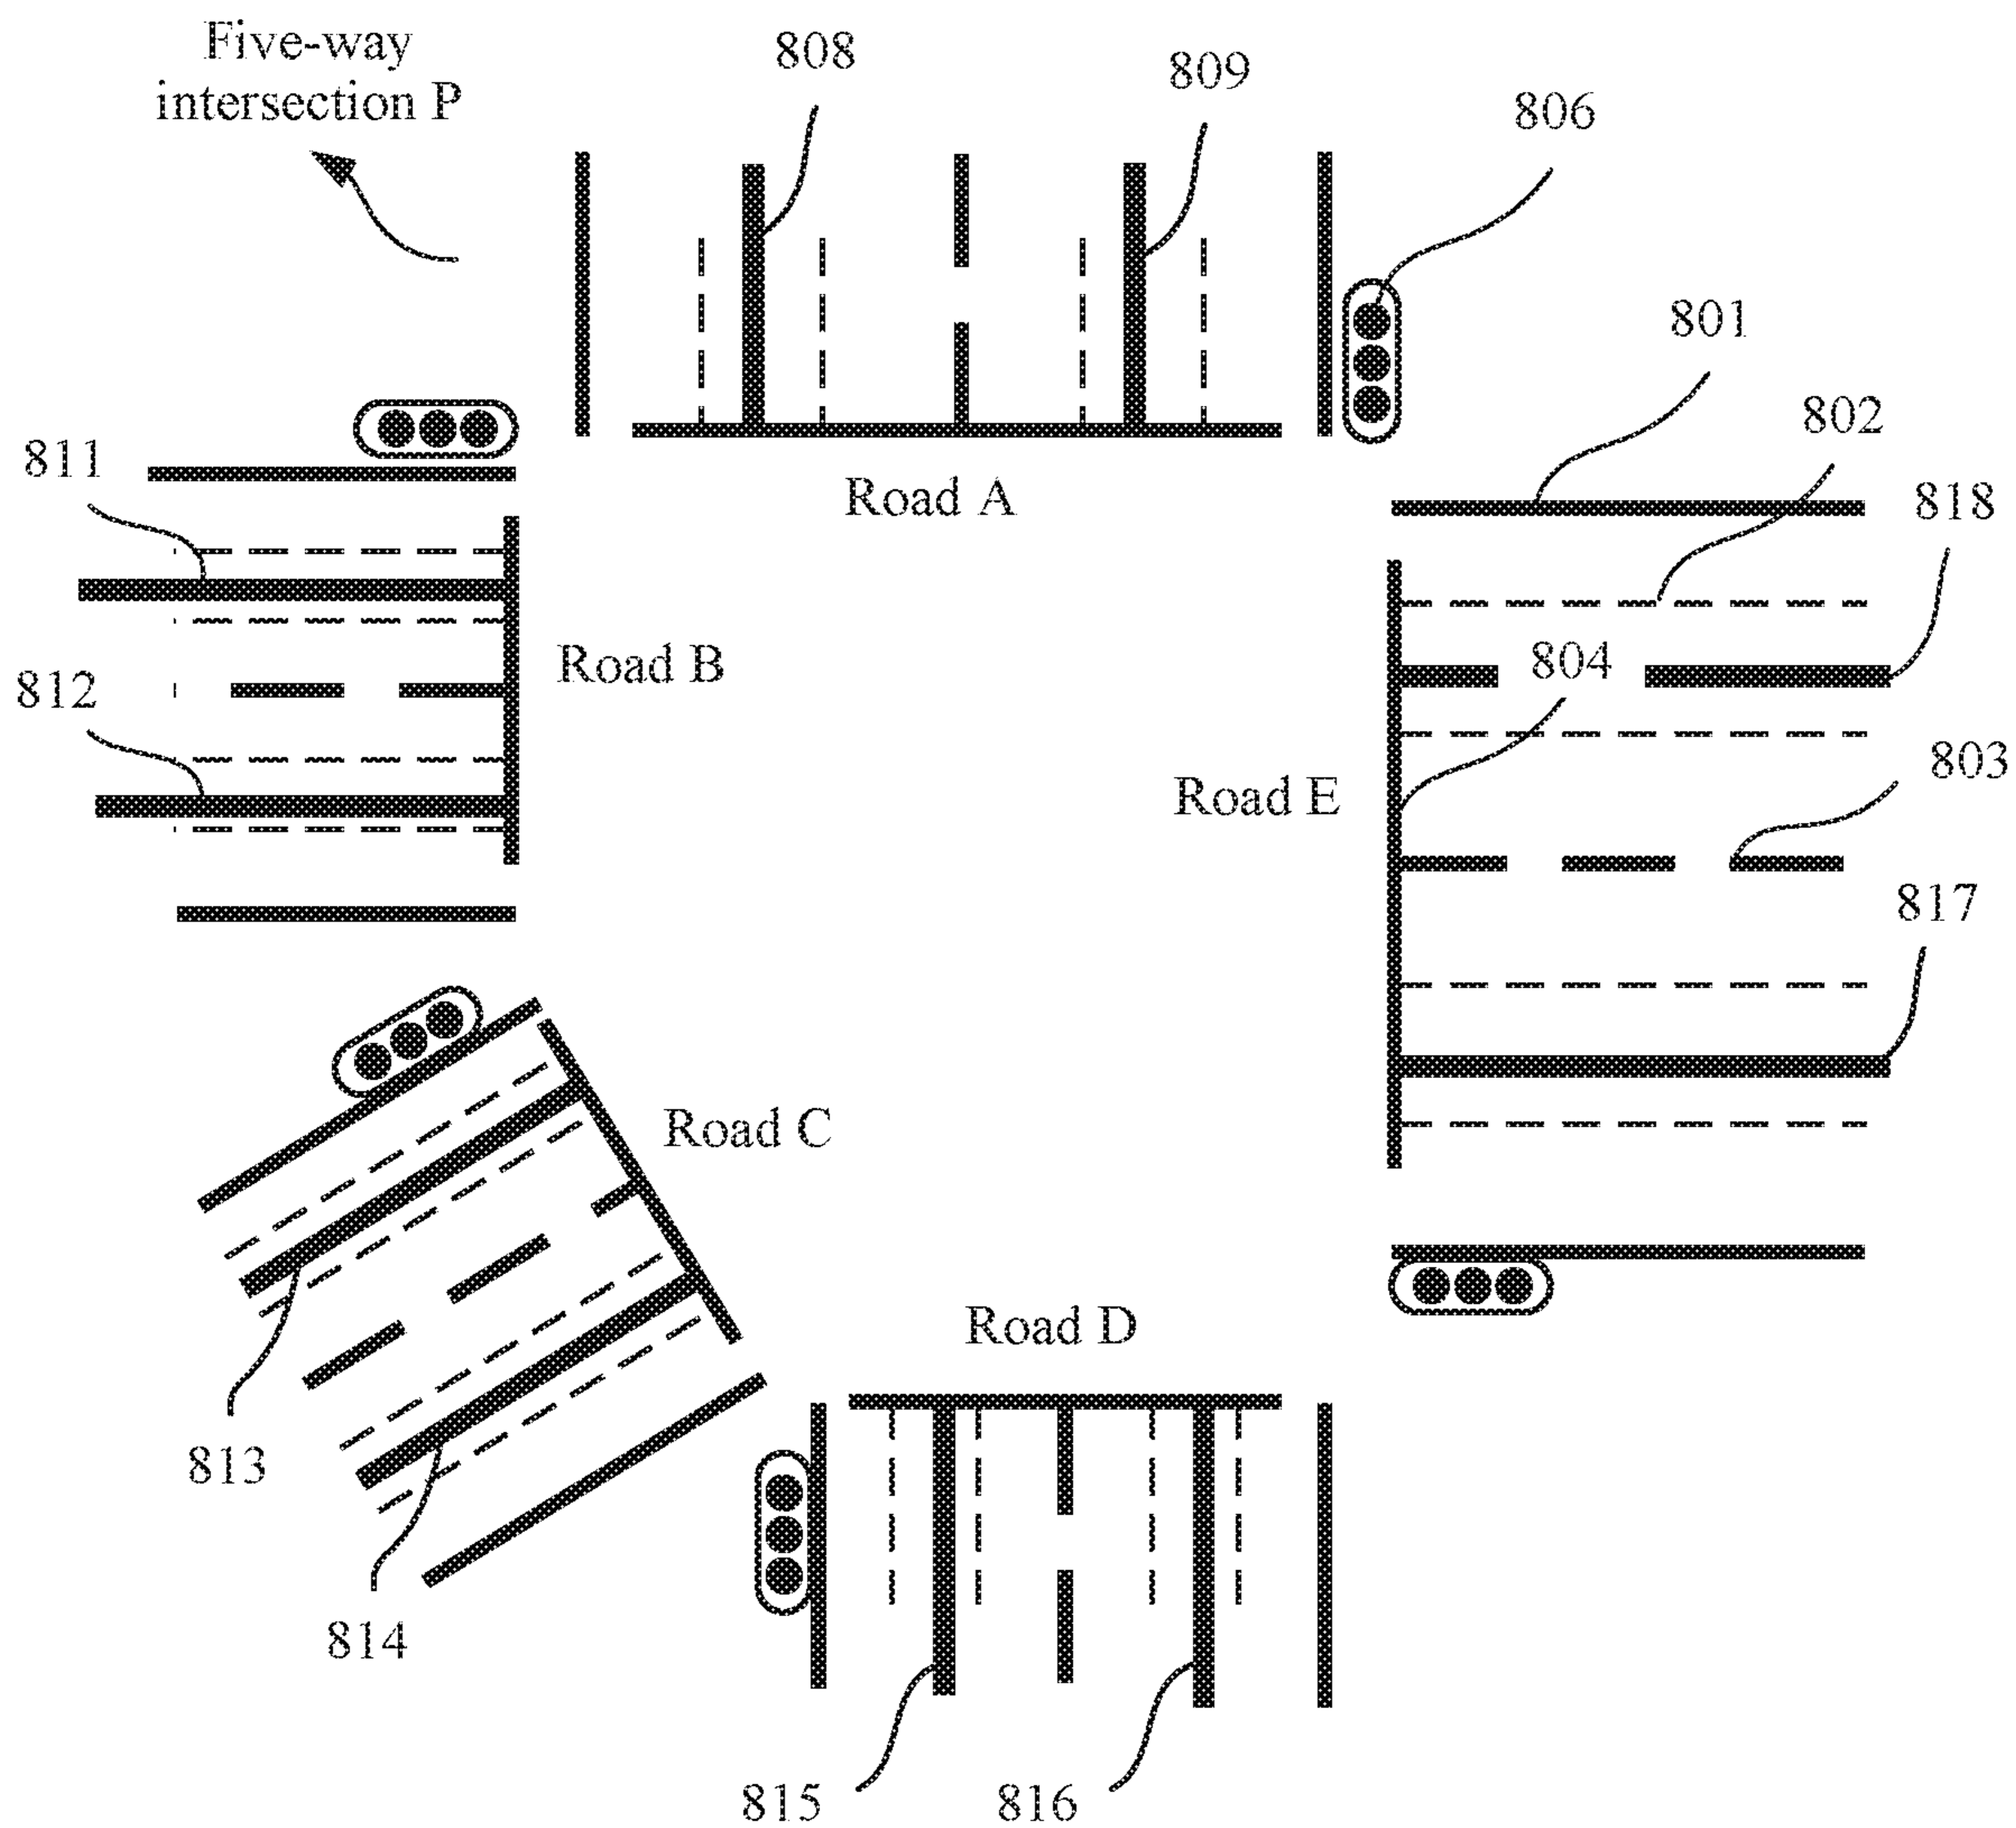 Five-way
intersection P
808
809
806
801
802
818
811
Road A
804
Road B
812
803
Road E
817
Road C
Road D
813
814
815
816